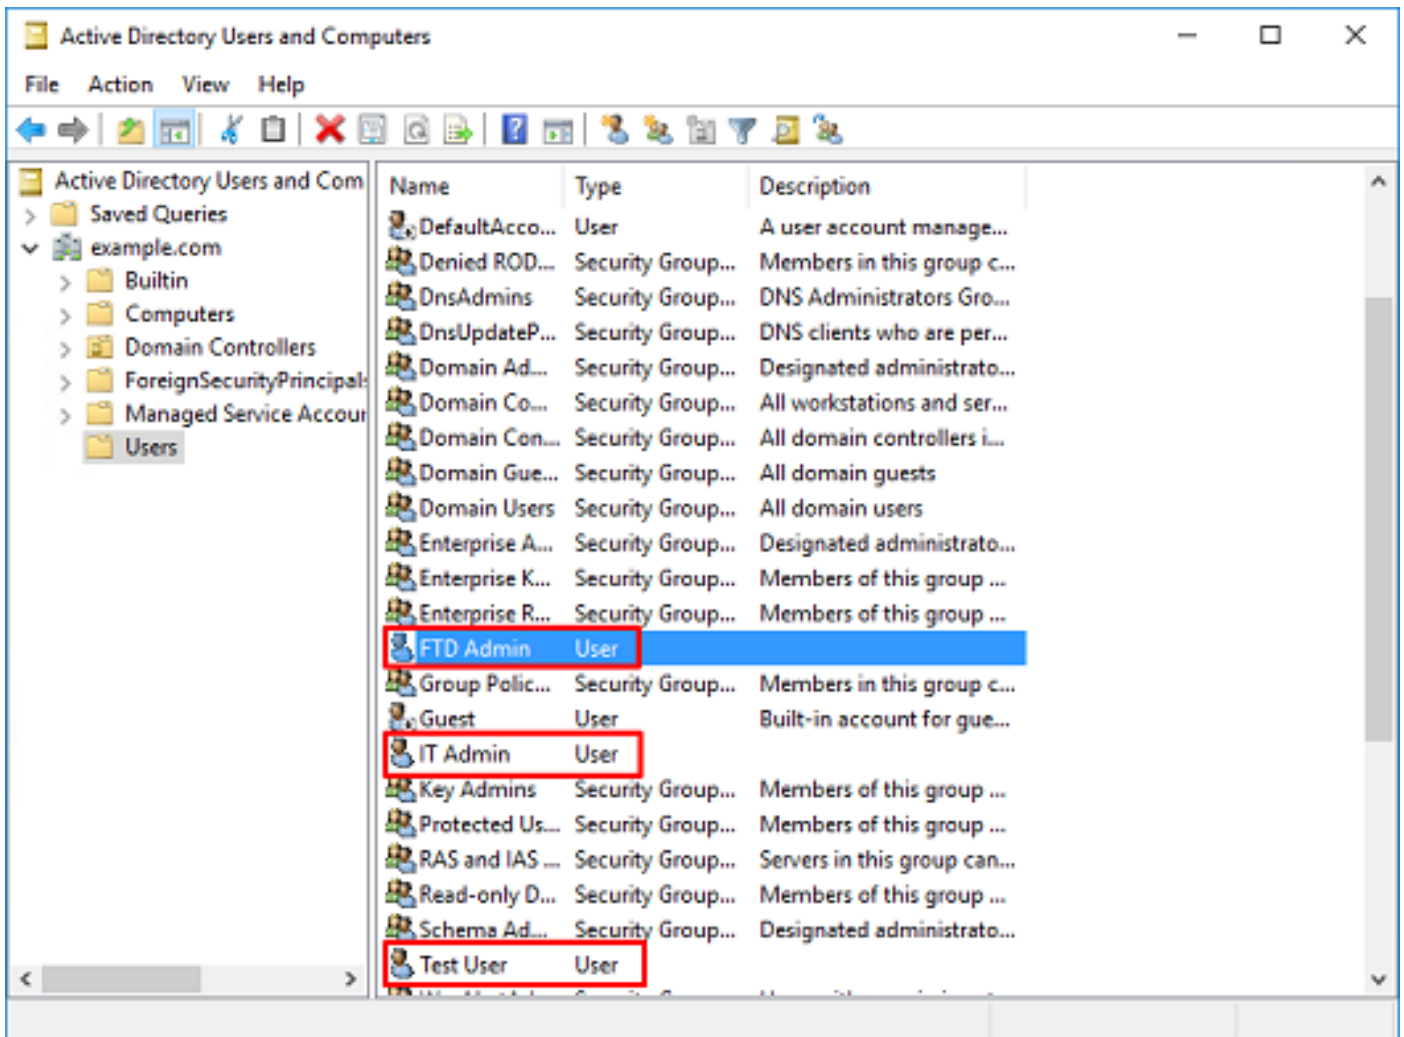 Active Directory Users and Computers
File Action View Help
Active Directory Users and Com
Saved Queries
example.com
Builtin
Computers
Domain Controllers
ForeignSecurityPrincipals
Managed Service Accour
Users
Name Type Description
DefaultAcco... User A user account manage...
Denied ROD... Security Group... Members in this group c...
DnsAdmins Security Group... DNS Administrators Gro...
DnsUpdateP... Security Group... DNS clients who are per...
Domain Ad... Security Group... Designated administrato...
Domain Co... Security Group... All workstations and ser...
Domain Con... Security Group... All domain controllers i...
Domain Gue... Security Group... All domain guests
Domain Users Security Group... All domain users
Enterprise A... Security Group... Designated administrato...
Enterprise K... Security Group... Members of this group ...
Enterprise R... Security Group... Members of this group ...
FTD Admin User
Group Polic... Security Group... Members in this group c...
Guest User Built-in account for gue...
IT Admin User
Key Admins Security Group... Members of this group ...
Protected Us... Security Group... Members of this group ...
RAS and IAS ... Security Group... Servers in this group can...
Read-only D... Security Group... Members of this group ...
Schema Ad... Security Group... Designated administrato...
Test User User